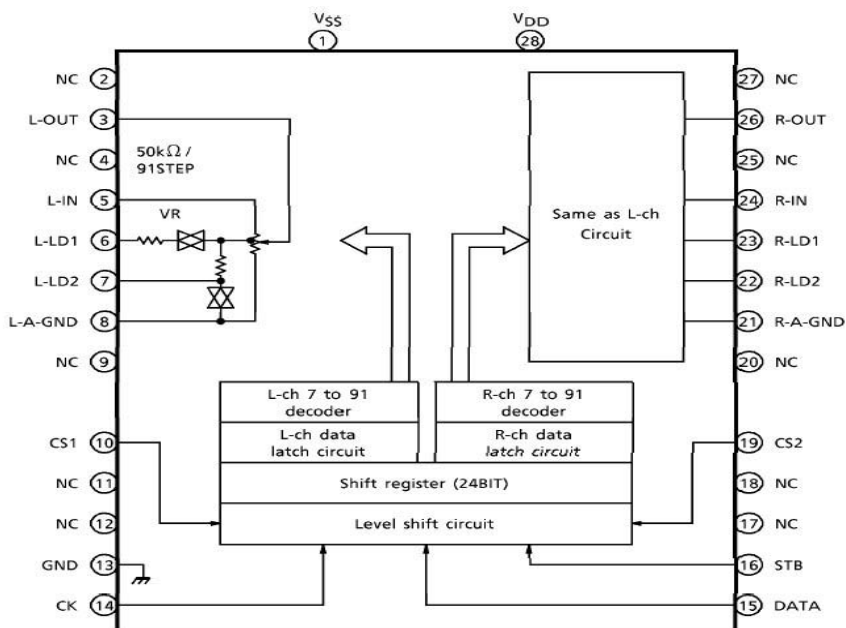 VSS
VDD
1
28
NC 2
27 NC
L-OUT 3
26 R-OUT
NC 4
50kΩ /
91STEP
25 NC
L-IN 5
24 R-IN
VR
Same as L-ch
Circuit
L-LD1 6
23 R-LD1
L-LD2 7
22 R-LD2
L-A-GND 8
21 R-A-GND
NC 9
20 NC
L-ch 7 to 91
decoder
R-ch 7 to 91
decoder
L-ch data
latch circuit
R-ch data
latch circuit
CS1 10
19 CS2
Shift register (24BIT)
NC 11
18 NC
Level shift circuit
NC 12
17 NC
GND 13
16 STB
CK 14
15 DATA